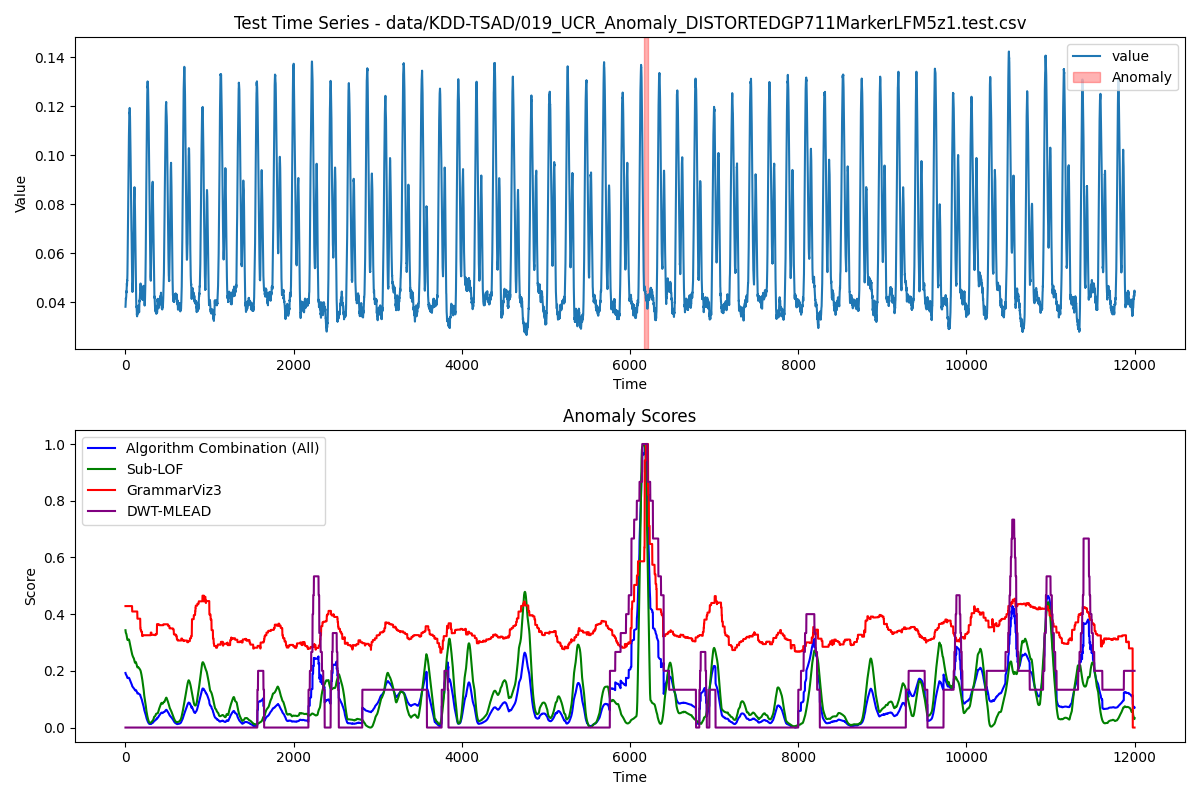 Test Time Series - data/KDD-TSAD/019_UCR_Anomaly_DISTORTEDGP711MarkerLFM5z1.test.csv
0.14
0.12
0.10
0.08
0.06
0.04
Value
value
Anomaly
0 2000 4000 6000 8000 10000 12000
Time
Anomaly Scores
1.0
0.8
0.6
0.4
0.2
0.0
Score
Algorithm Combination (All)
Sub-LOF
GrammarViz3
DWT-MLEAD
0 2000 4000 6000 8000 10000 12000
Time